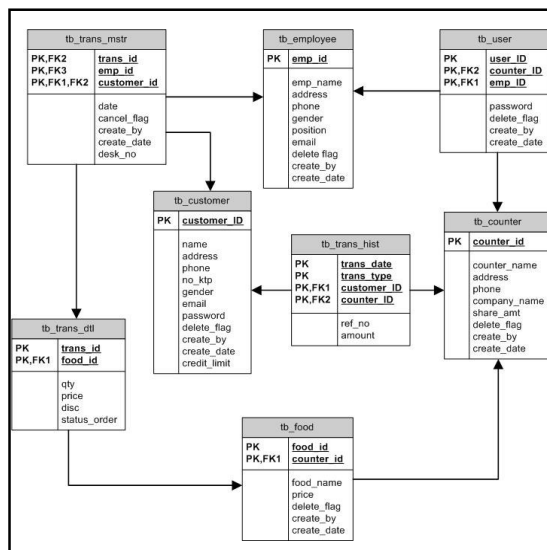 tb_trans_mstr
PK,FK2 trans_id
PK,FK3 emp_id
PK,FK1,FK2 customer_id
date
cancel_flag
create_by
create_date
desk_no
tb_employee
PK emp_id
emp_name
address
phone
gender
position
email
delete flag
create_by
create_date
tb_user
PK user_ID
PK,FK2 counter_ID
PK,FK1 emp_ID
password
delete_flag
create_by
create_date
tb_customer
PK customer_ID
name
address
phone
no_ktp
gender
email
password
delete_flag
create_by
create_date
credit_limit
tb_trans_hist
PK trans_date
PK trans_type
PK,FK1 customer_ID
PK,FK2 counter_ID
ref_no
amount
tb_counter
PK counter_id
counter_name
address
phone
company_name
share_amt
delete_flag
create_by
create_date
tb_trans_dtl
PK trans_id
PK,FK1 food_id
qty
price
disc
status_order
tb_food
PK food_id
PK,FK1 counter_id
food_name
price
delete_flag
create_by
create_date